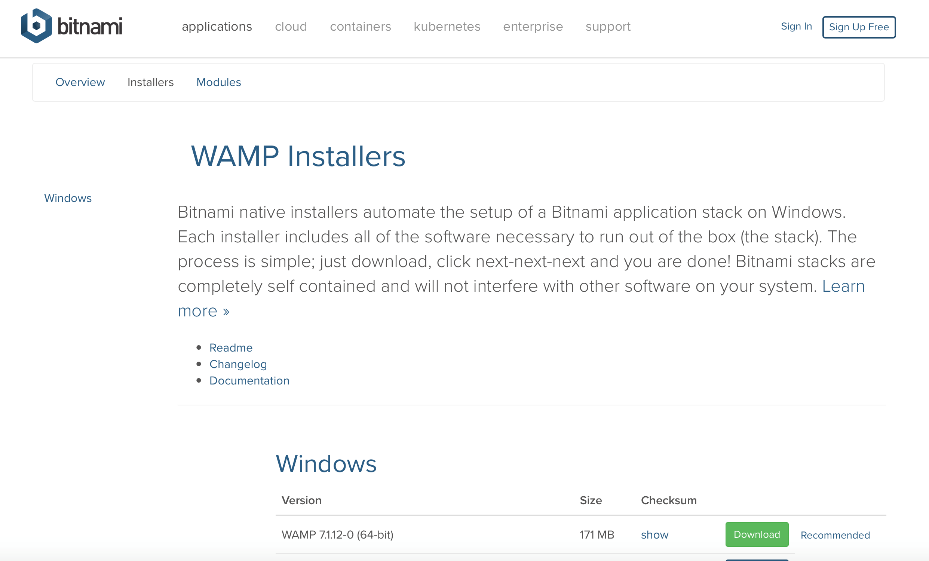 bitnami
applications cloud containers kubernetes enterprise support
Sign In Sign Up Free
Overview Installers Modules
WAMP Installers
Windows
Bitnami native installers automate the setup of a Bitnami application stack on Windows.
Each installer includes all of the software necessary to run out of the box (the stack). The
process is simple; just download, click next-next-next and you are done! Bitnami stacks are
completely self contained and will not interfere with other software on your system. Learn
more »
Readme
Changelog
Documentation
Windows
Version Size Checksum
WAMP 7.1.12-0 (64-bit) 171 MB show Download Recommended